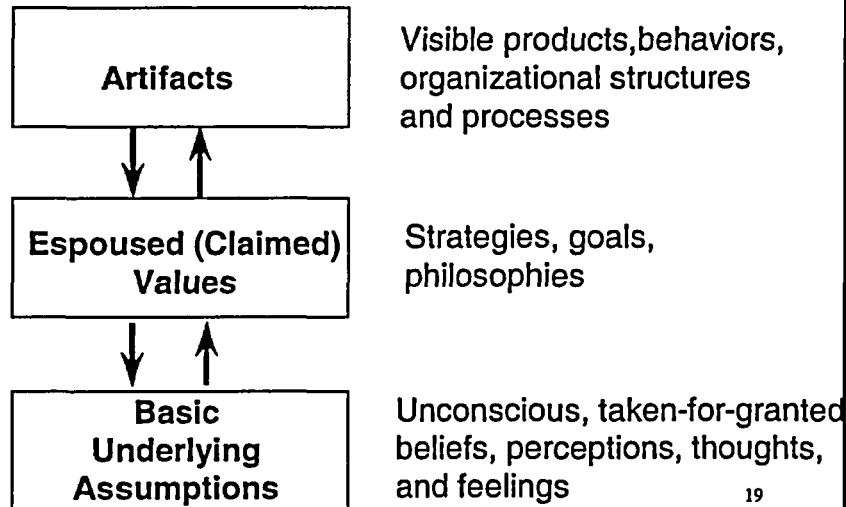 Artifacts
Visible products,behaviors,
organizational structures
and processes
Espoused (Claimed)
Values
Strategies, goals,
philosophies
Basic
Underlying
Assumptions
Unconscious, taken-for-granted
beliefs, perceptions, thoughts,
and feelings
19